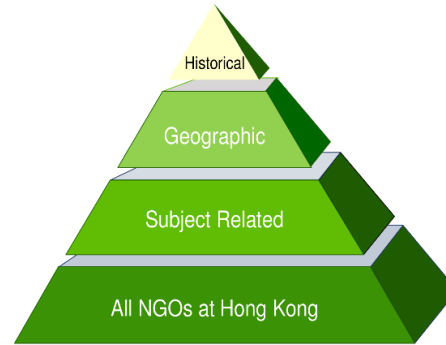 Historical
Geographic
Subject Related
All NGOs at Hong Kong